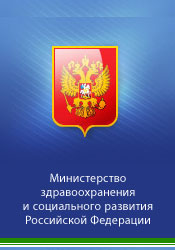 Министерство
здравоохранения
и социального развития
Российской Федерации